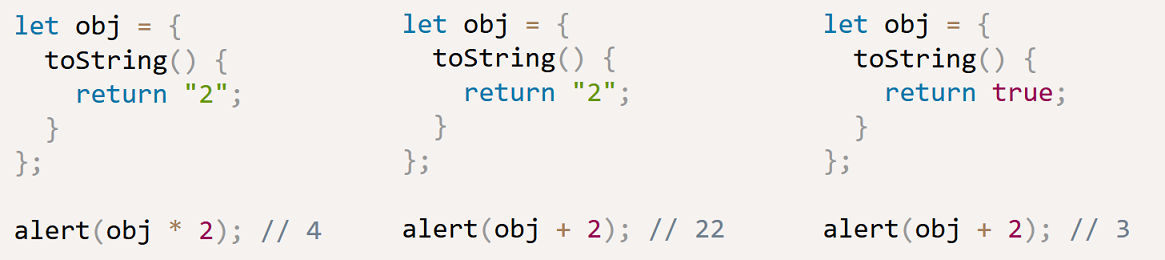 let obj = {
  toString() {
    return "2";
  }
};

alert(obj * 2); // 4

let obj = {
  toString() {
    return "2";
  }
};

alert(obj + 2); // 22

let obj = {
  toString() {
    return true;
  }
};

alert(obj + 2); // 3